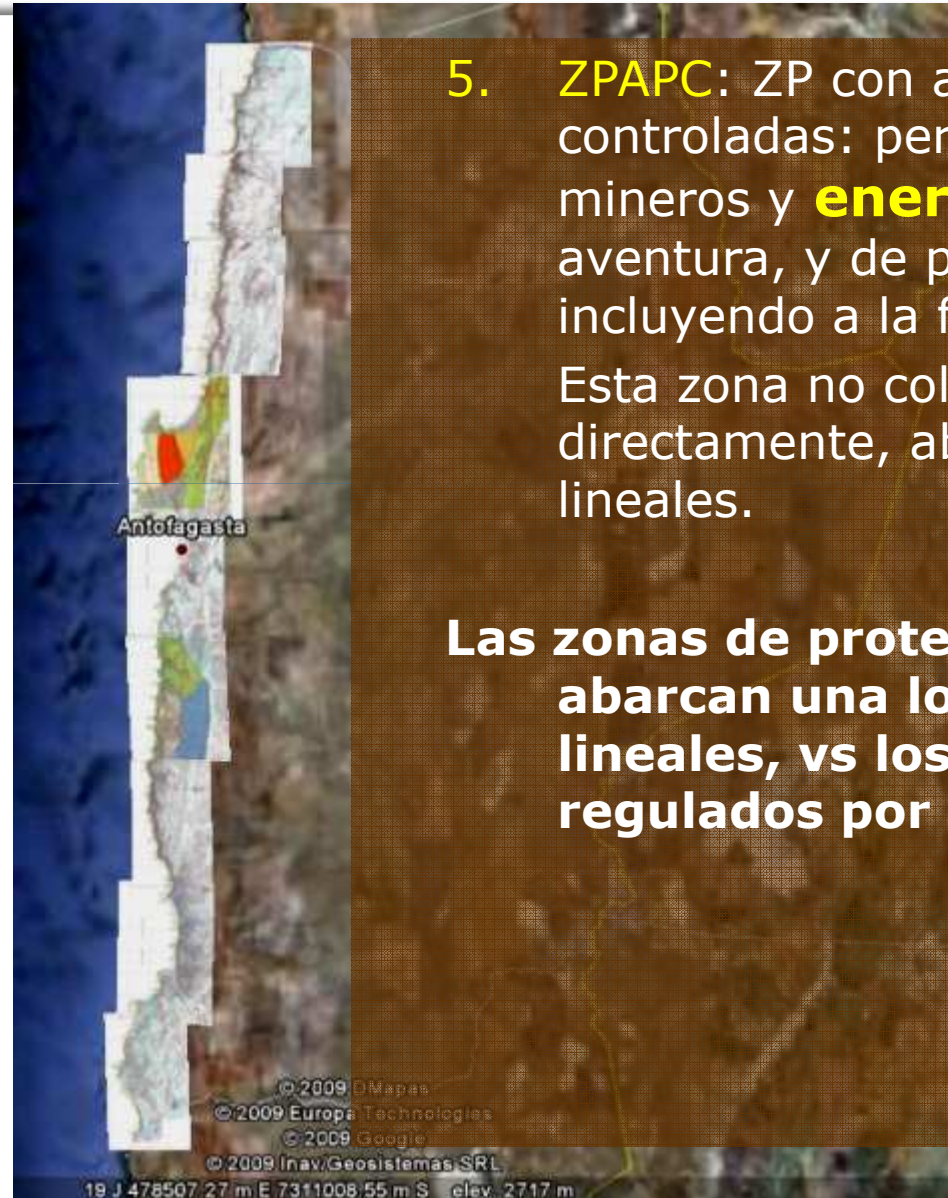 5. ZPAPC: ZP con a
controladas: per
mineros y ener
aventura, y de p
incluyendo a la f
Esta zona no col
directamente, ab
lineales.
Antofagasta
Las zonas de prote
abarcan una lo
lineales, vs los
regulados por
© 2009 DMapas
© 2009 Europa Technologies
© 2009 Google
© 2009 Inav/Geosistemas SRL
19 J 478507.27 m E 7311008.55 m S elev. 2717 m